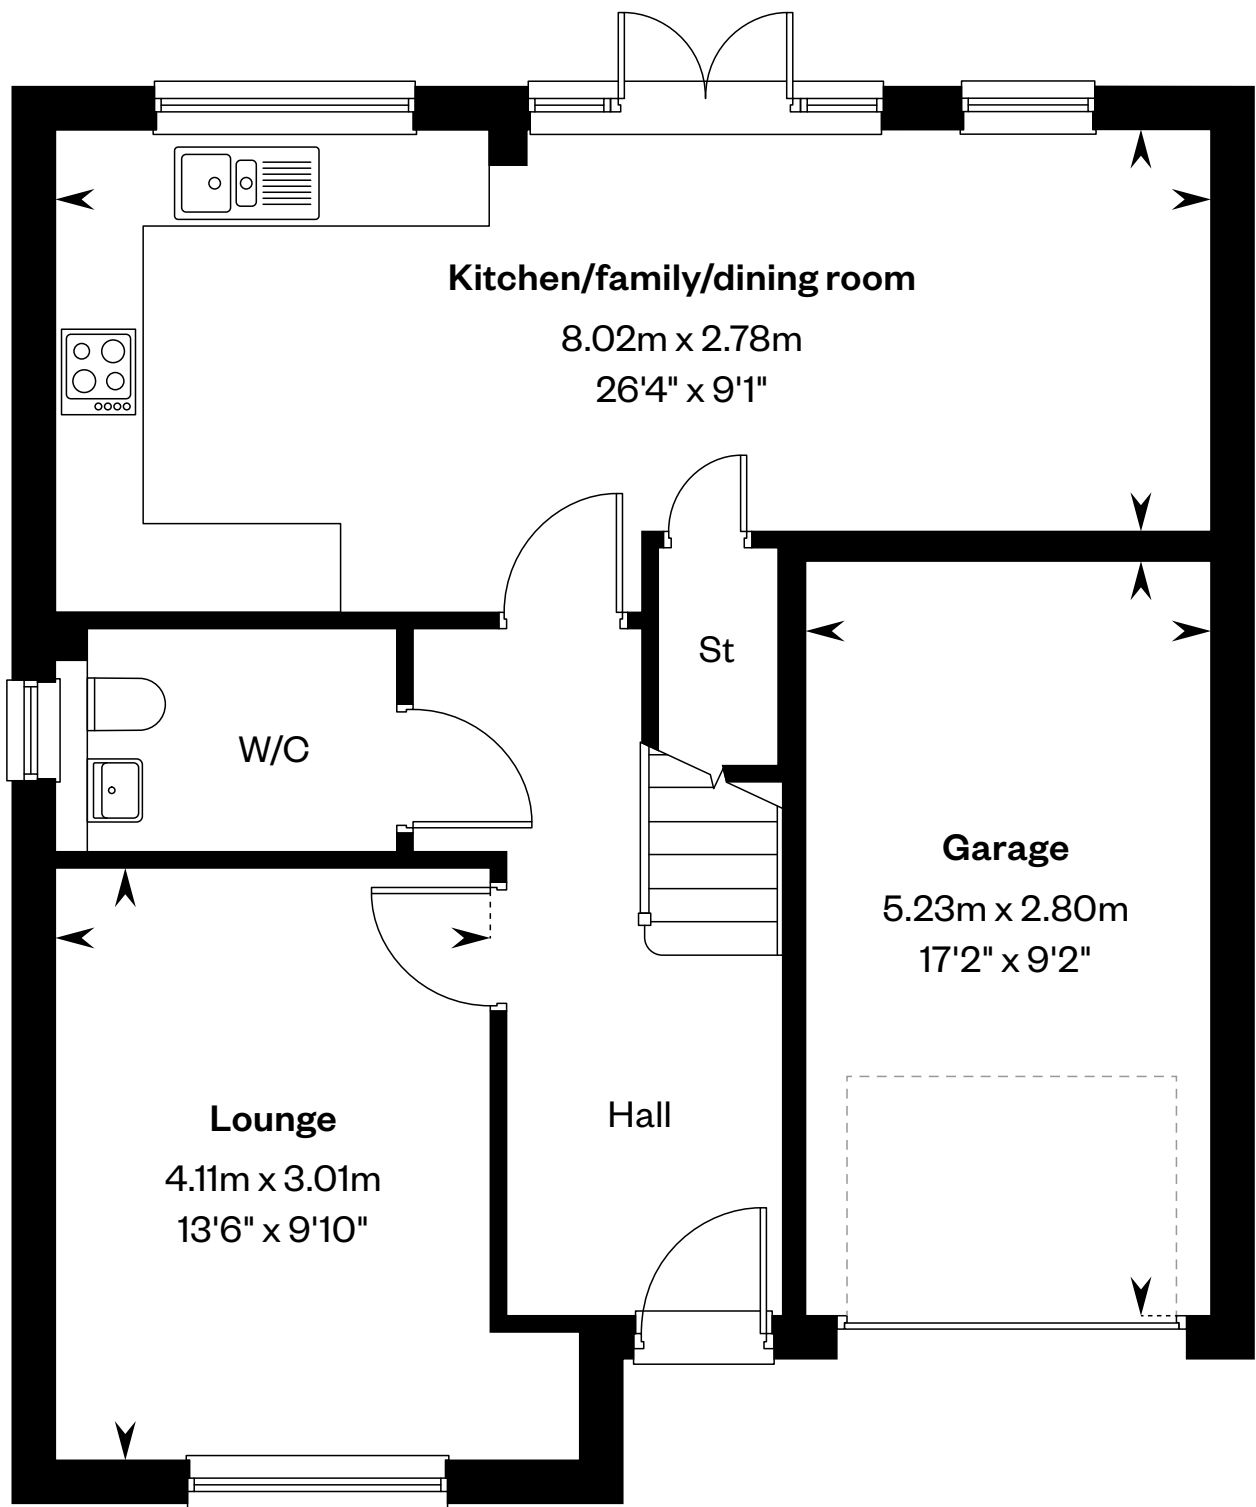 Kitchen/family/dining room
8.02m x 2.78m
26'4" x 9'1"
St
W/C
Garage
5.23m x 2.80m
17'2" x 9'2"
Lounge
4.11m x 3.01m
13'6" x 9'10"
Hall